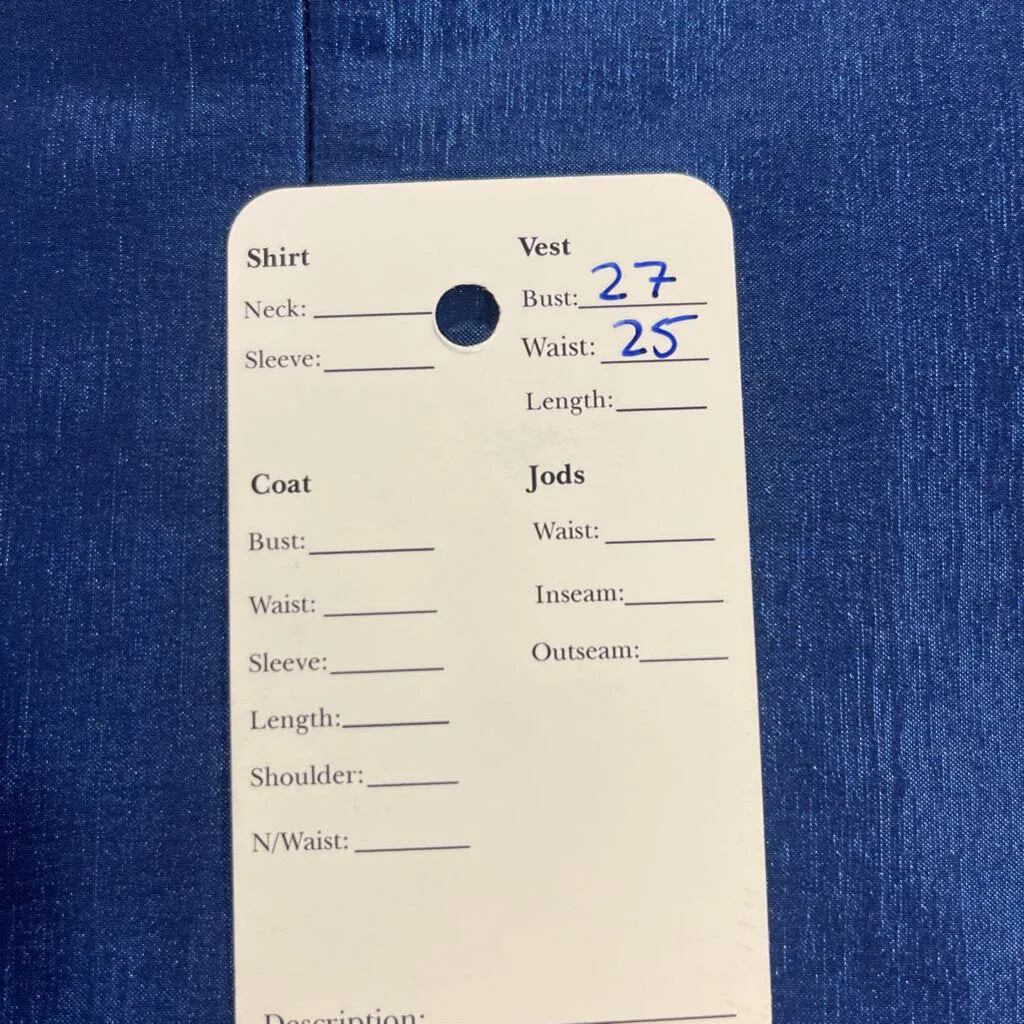 Shirt
Neck:
Sleeve:
Vest
Bust: 27
Waist: 25
Length:
Coat
Bust:
Waist:
Sleeve:
Length:
Shoulder:
N/Waist:
Jods
Waist:
Inseam:
Outseam:
Description: